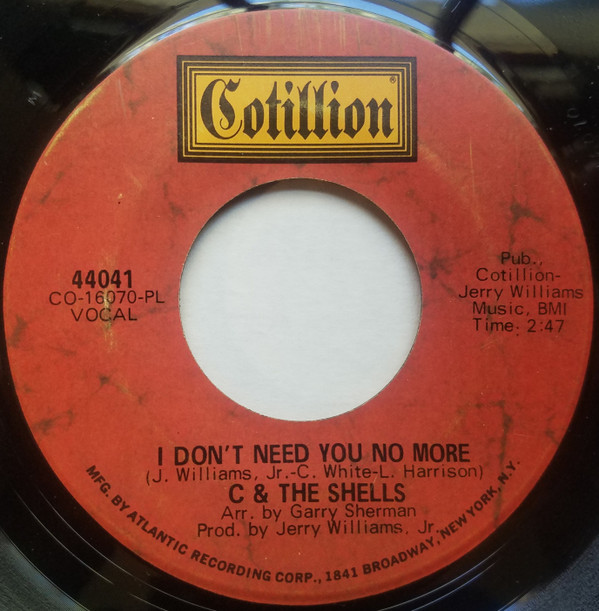 Cotillion®
44041
CO-16070-PL
VOCAL
Pub.,
Cotillion-
Jerry Williams
Music, BMI
Time: 2:47
I DON'T NEED YOU NO MORE
(J. Williams, Jr.-C. White-L. Harrison)
C & THE SHELLS
Arr. by Garry Sherman
Prod. by Jerry Williams, Jr.
MFG. BY ATLANTIC RECORDING CORP., 1841 BROADWAY, NEW YORK, N.Y.